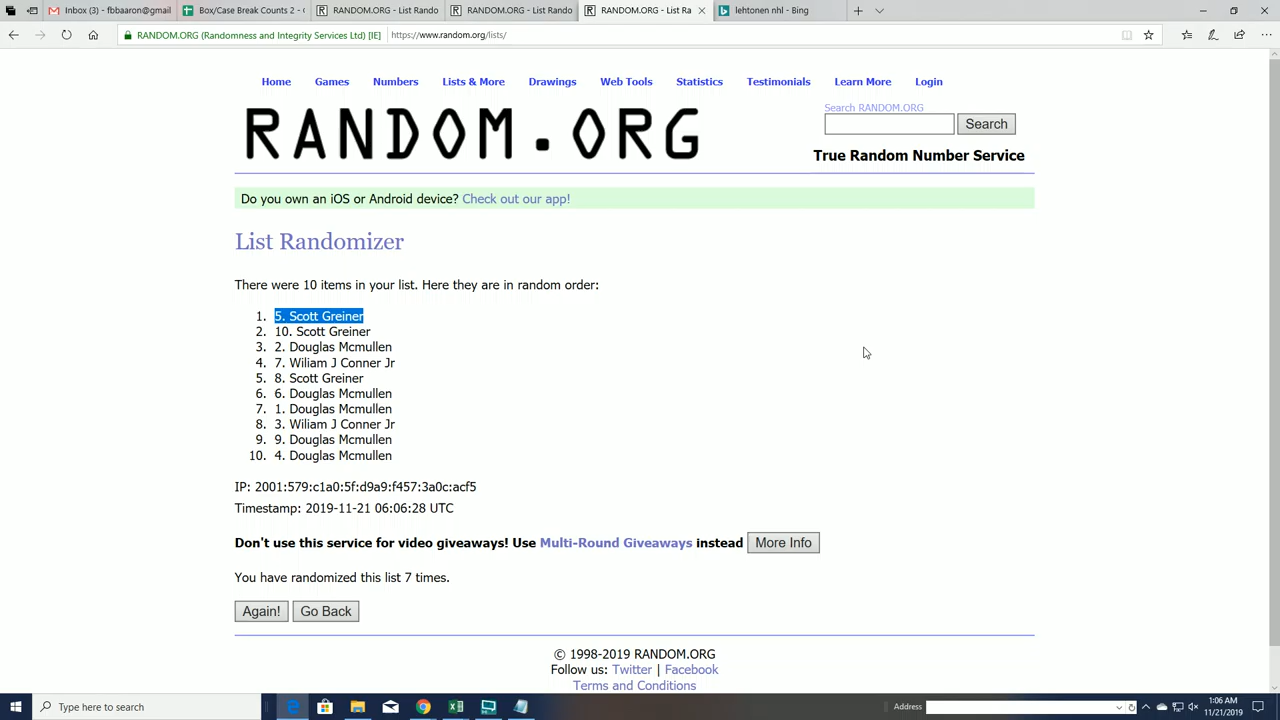 Inbox (3) - fbbaaron@gmail
Box/Case Break Counts 2 -
RANDOM.ORG - List Rando
RANDOM.ORG - List Rando
RANDOM.ORG - List Ra
lehtonen nhl - Bing
RANDOM.ORG (Randomness and Integrity Services Ltd) [IE]
https://www.random.org/lists/
Home Games Numbers Lists & More Drawings Web Tools Statistics Testimonials Learn More Login
RANDOM.ORG
Search RANDOM.ORG
Search
True Random Number Service
Do you own an iOS or Android device? Check out our app!
List Randomizer
There were 10 items in your list. Here they are in random order:
1. 5. Scott Greiner
2. 10. Scott Greiner
3. 2. Douglas Mcmullen
4. 7. Wiliam J Conner Jr
5. 8. Scott Greiner
6. 6. Douglas Mcmullen
7. 1. Douglas Mcmullen
8. 3. Wiliam J Conner Jr
9. 9. Douglas Mcmullen
10. 4. Douglas Mcmullen
IP: 2001:579:c1a0:5f:d9a9:f457:3a0c:acf5
Timestamp: 2019-11-21 06:06:28 UTC
Don't use this service for video giveaways! Use Multi-Round Giveaways instead More Info
You have randomized this list 7 times.
Again! Go Back
© 1998-2019 RANDOM.ORG
Follow us: Twitter | Facebook
Terms and Conditions
Type here to search
Address
1:06 AM
11/21/2019